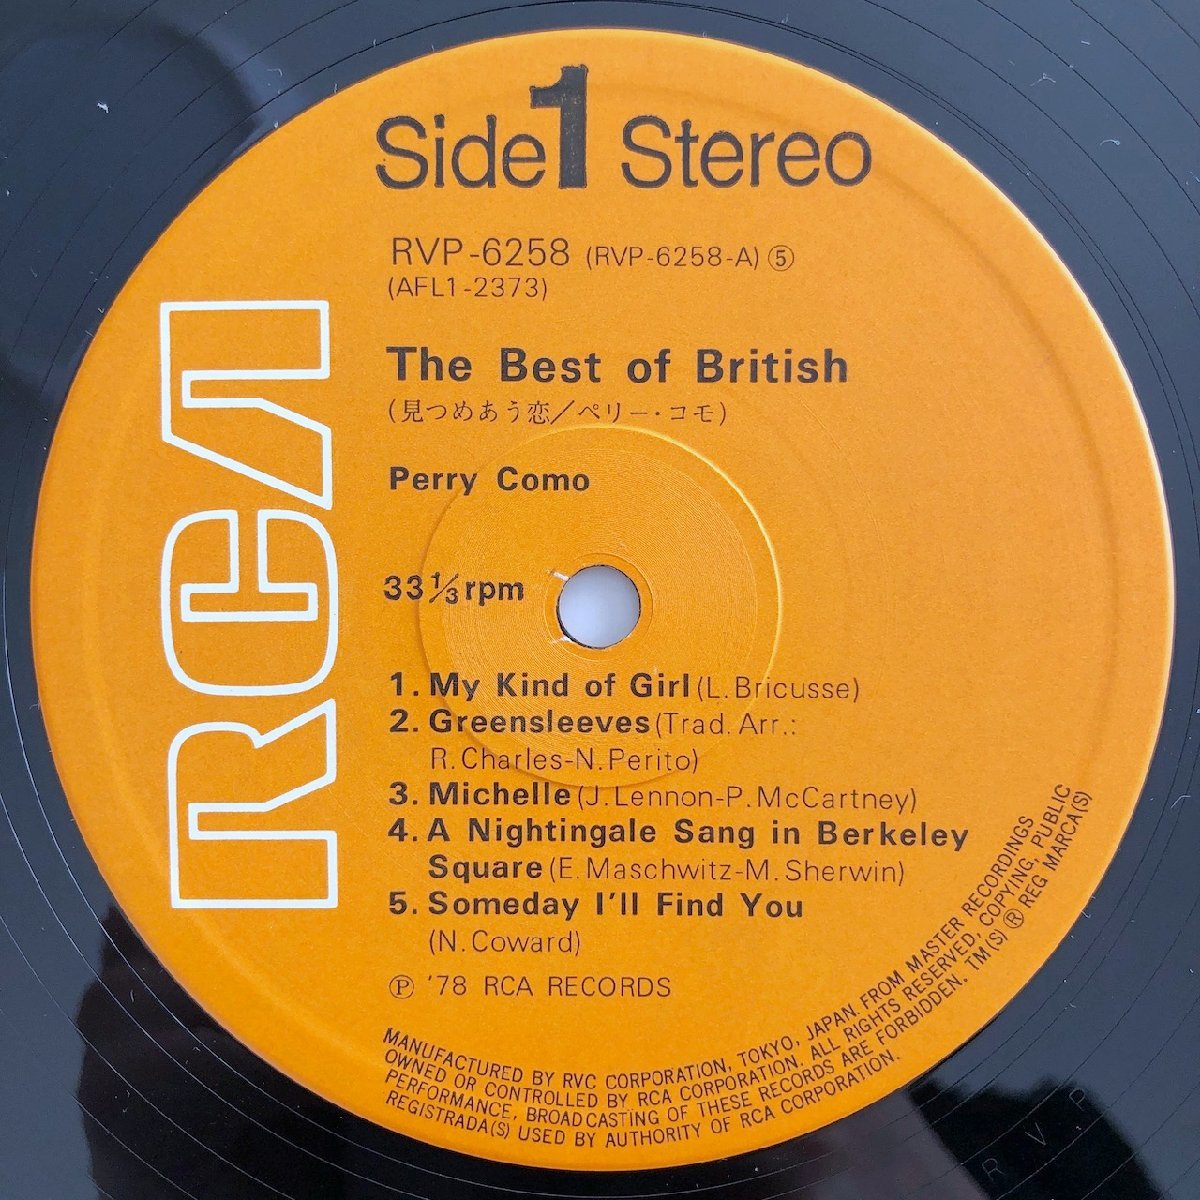 Side 1 Stereo
RVP-6258 (RVP-6258-A) ⑤
(AFL1-2373)
The Best of British
(見つめあう恋/ペリー・コモ)
Perry Como
33 1/3 rpm
1. My Kind of Girl (L. Bricusse)
2. Greensleeves (Trad. Arr.:
R. Charles-N. Perito)
3. Michelle (J. Lennon-P. McCartney)
4. A Nightingale Sang in Berkeley
Square (E. Maschwitz-M. Sherwin)
5. Someday I'll Find You
(N. Coward)
Ⓟ '78 RCA RECORDS
MANUFACTURED BY RVC CORPORATION, TOKYO, JAPAN FROM MASTER RECORDINGS
OWNED OR CONTROLLED BY RCA CORPORATION. ALL RIGHTS RESERVED, COPYING, PUBLIC
PERFORMANCE, BROADCASTING OF THESE RECORDS ARE FORBIDDEN. TM(S) ® REG MARCA(S)
REGISTRADA(S) USED BY AUTHORITY OF RCA CORPORATION.
RCA
R V P